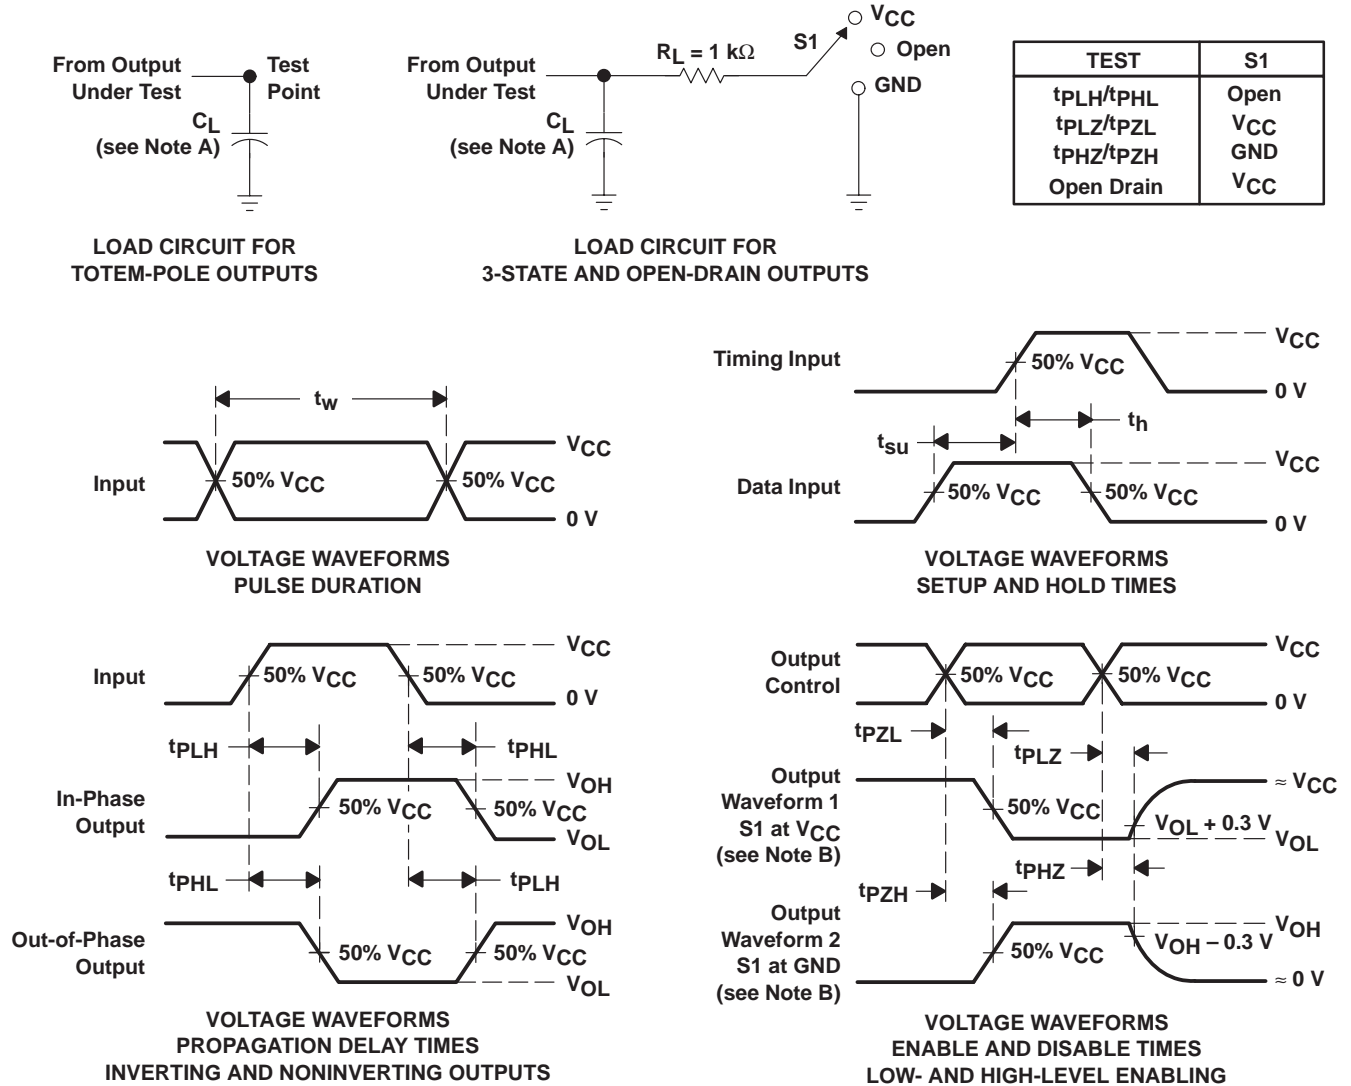 From Output
Under Test
Test
Point
CL
(see Note A)
LOAD CIRCUIT FOR
TOTEM-POLE OUTPUTS
From Output
Under Test
RL = 1 kΩ
S1
VCC
Open
GND
CL
(see Note A)
LOAD CIRCUIT FOR
3-STATE AND OPEN-DRAIN OUTPUTS
TEST S1
tPLH/tPHL Open
tPLZ/tPZL VCC
tPHZ/tPZH GND
Open Drain VCC
tw
Input
50% VCC
50% VCC
VCC
0 V
VOLTAGE WAVEFORMS
PULSE DURATION
Timing Input
50% VCC
VCC
0 V
th
tsu
Data Input
50% VCC
50% VCC
VCC
0 V
VOLTAGE WAVEFORMS
SETUP AND HOLD TIMES
Input
50% VCC
50% VCC
VCC
0 V
tPLH
tPHL
In-Phase
Output
50% VCC
50% VCC
VOH
VOL
tPHL
tPLH
Out-of-Phase
Output
50% VCC
50% VCC
VOH
VOL
VOLTAGE WAVEFORMS
PROPAGATION DELAY TIMES
INVERTING AND NONINVERTING OUTPUTS
Output
Control
50% VCC
50% VCC
VCC
0 V
tPZL
tPLZ
Output
Waveform 1
S1 at VCC
(see Note B)
50% VCC
≈ VCC
VOL + 0.3 V
VOL
tPHZ
tPZH
Output
Waveform 2
S1 at GND
(see Note B)
50% VCC
VOH
VOH − 0.3 V
≈ 0 V
VOLTAGE WAVEFORMS
ENABLE AND DISABLE TIMES
LOW- AND HIGH-LEVEL ENABLING